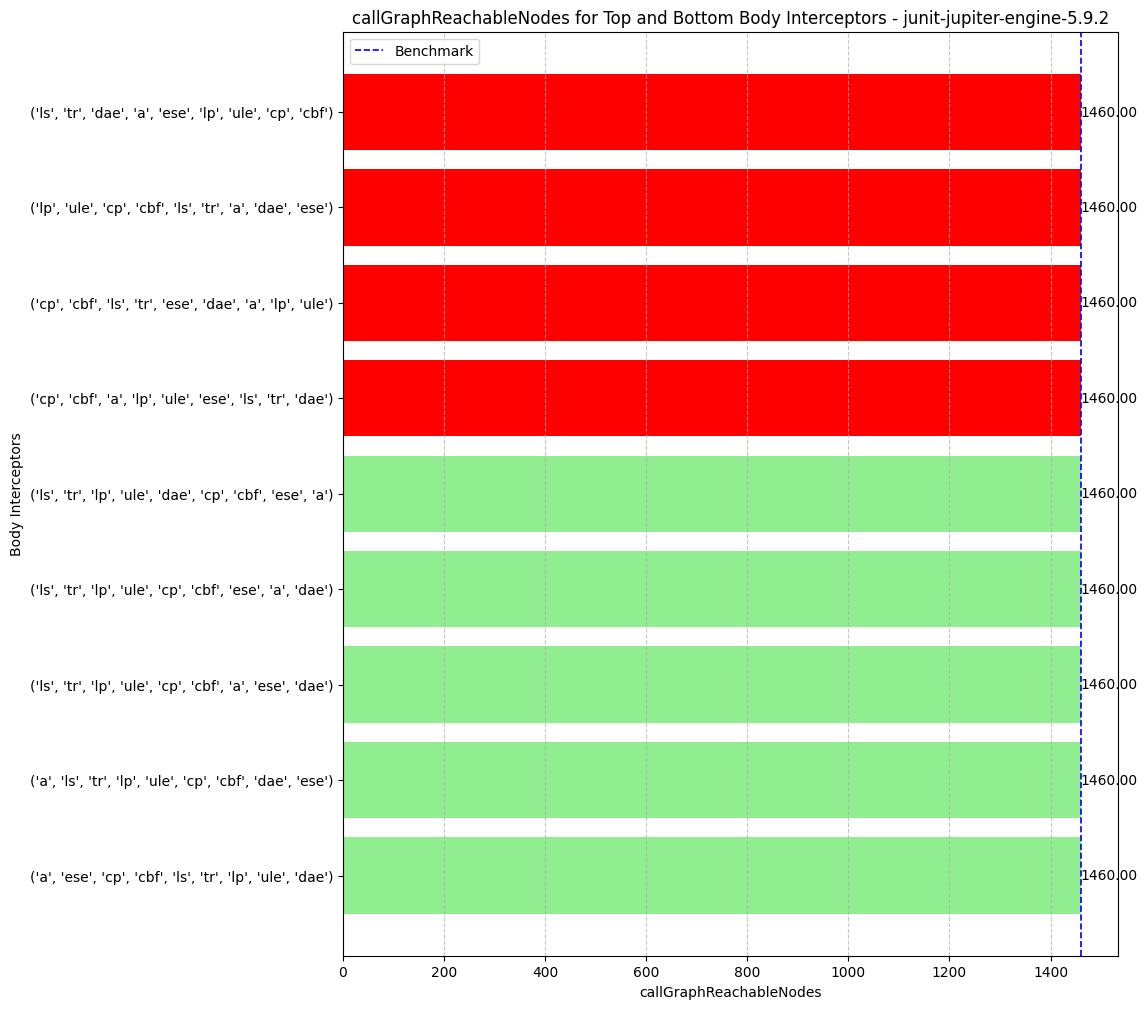 callGraphReachableNodes for Top and Bottom Body Interceptors - junit-jupiter-engine-5.9.2
Benchmark
('ls', 'tr', 'dae', 'a', 'ese', 'lp', 'ule', 'cp', 'cbf') 1460.00
('lp', 'ule', 'cp', 'cbf', 'ls', 'tr', 'a', 'dae', 'ese') 1460.00
('cp', 'cbf', 'ls', 'tr', 'ese', 'dae', 'a', 'lp', 'ule') 1460.00
('cp', 'cbf', 'a', 'lp', 'ule', 'ese', 'ls', 'tr', 'dae') 1460.00
('ls', 'tr', 'lp', 'ule', 'dae', 'cp', 'cbf', 'ese', 'a') 1460.00
('ls', 'tr', 'lp', 'ule', 'cp', 'cbf', 'ese', 'a', 'dae') 1460.00
('ls', 'tr', 'lp', 'ule', 'cp', 'cbf', 'a', 'ese', 'dae') 1460.00
('a', 'ls', 'tr', 'lp', 'ule', 'cp', 'cbf', 'dae', 'ese') 1460.00
('a', 'ese', 'cp', 'cbf', 'ls', 'tr', 'lp', 'ule', 'dae') 1460.00
Body Interceptors
0 200 400 600 800 1000 1200 1400
callGraphReachableNodes